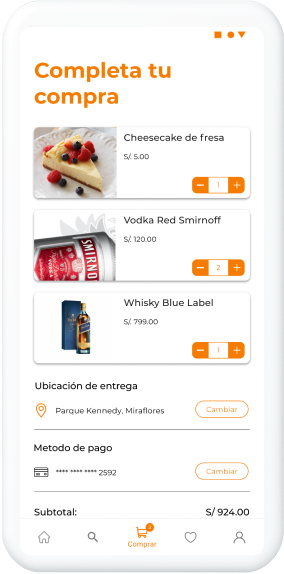 Completa tu
compra
Cheesecake de fresa
S/. 5.00
1
Vodka Red Smirnoff
S/. 120.00
2
SMIRNO
Whisky Blue Label
S/. 799.00
1
Ubicación de entrega
Parque Kennedy, Miraflores
Cambiar
Metodo de pago
**** **** **** 2592
Cambiar
Subtotal:
S/ 924.00
Comprar